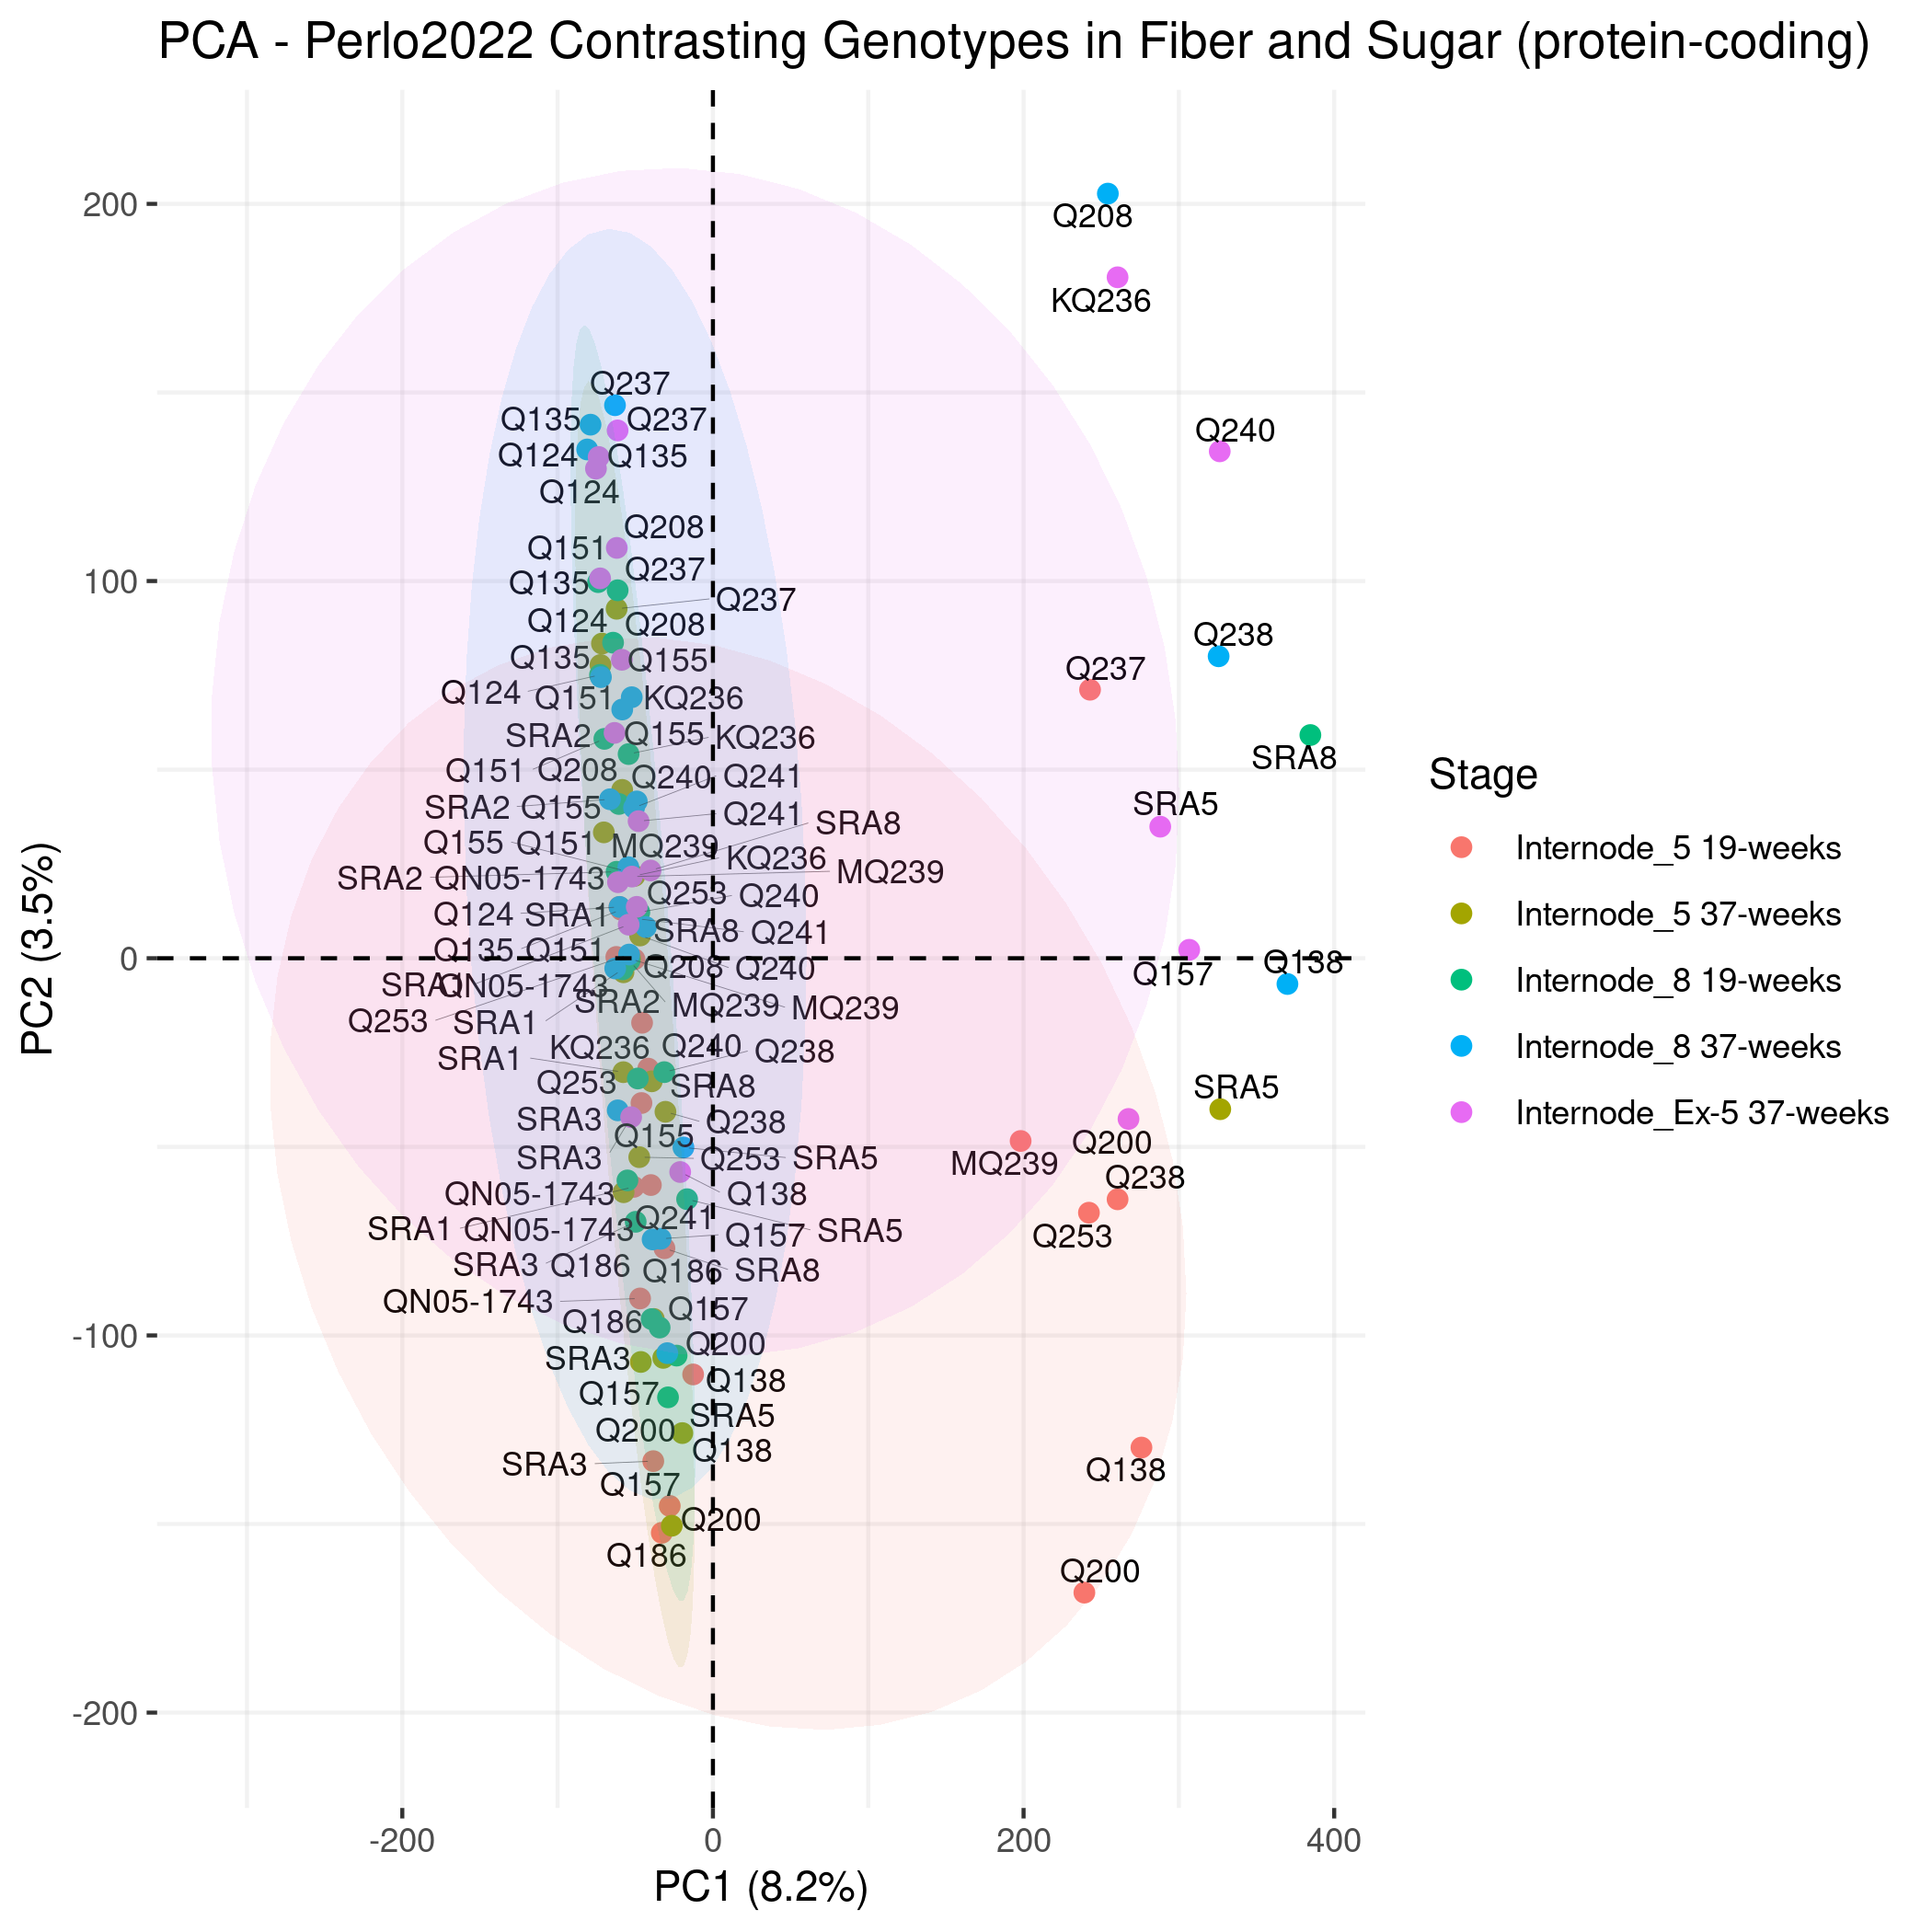 PCA - Perlo2022 Contrasting Genotypes in Fiber and Sugar (protein-coding)
200
Q208
KQ236
Q237
Q135 Q237
Q240
Q124 Q135
Q124
Q208
Q151
Q237
100
Q135
Q237
Q124 Q208
Q238
Q135 Q155
Q237
Q124 Q151 KQ236
SRA2 Q155 KQ236
SRA8
Q151 Q208 Q240 Q241
SRA5
SRA2 Q155 Q241
SRA8
Q155 Q151 MQ239
KQ236
SRA2 QN05-1743 MQ239
Q253 Q240
Q124 SRA1
SRA8 Q241
Q135 Q151
0
Q138
Q208 Q240
Q157
SRA1 QN05-1743
SRA2 MQ239 MQ239
Q253 SRA1
KQ236 Q240 Q238
SRA1
Q253 SRA8
SRA5
SRA3 Q238
Q155
Q200
SRA3 Q253 SRA5
MQ239
Q238
QN05-1743 Q138
Q241
SRA1 QN05-1743 Q157 SRA5
Q253
SRA3 Q186 Q186 SRA8
QN05-1743
Q157
Q186
-100
Q200
SRA3
Q138
Q157
SRA5
Q200
Q138
SRA3
Q138
Q157
Q200
Q186
Q200
-200
-200
0
200
400
PC1 (8.2%)
PC2 (3.5%)
Stage
Internode_5 19-weeks
Internode_5 37-weeks
Internode_8 19-weeks
Internode_8 37-weeks
Internode_Ex-5 37-weeks